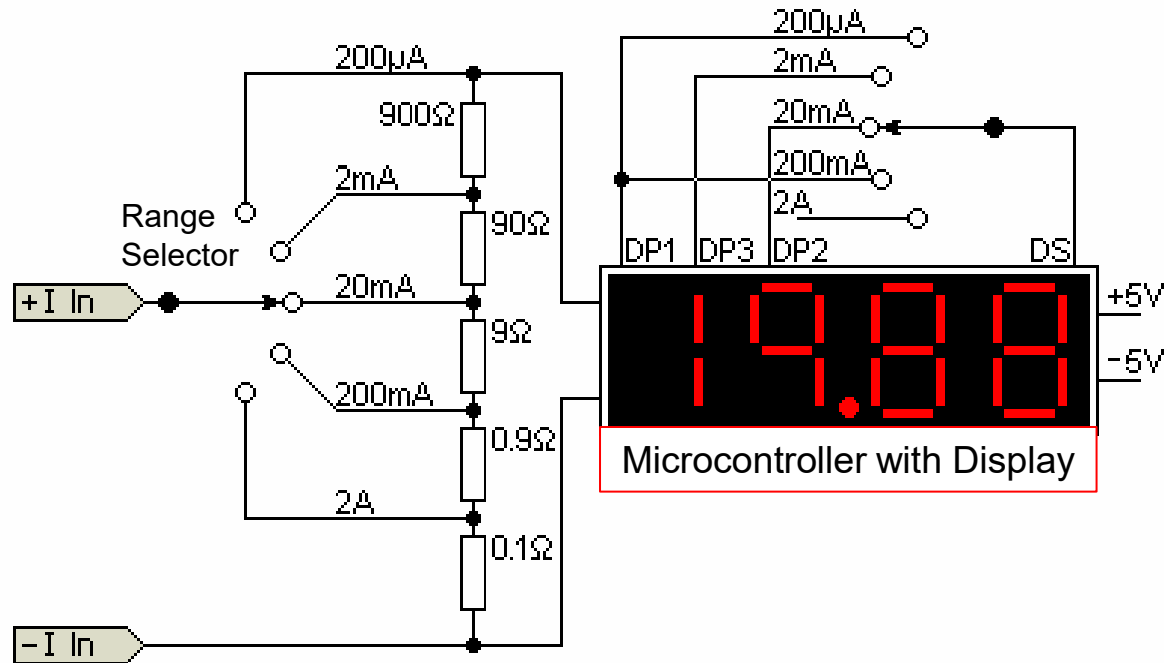 200µA
200µA
2mA
900Ω
20mA
2mA
200mA
Range
Selector
90Ω
2A
DP1 DP3 DP2 DS
+I In
20mA
19.88
+5V
9Ω
-5V
200mA
0.9Ω
Microcontroller with Display
2A
0.1Ω
-I In